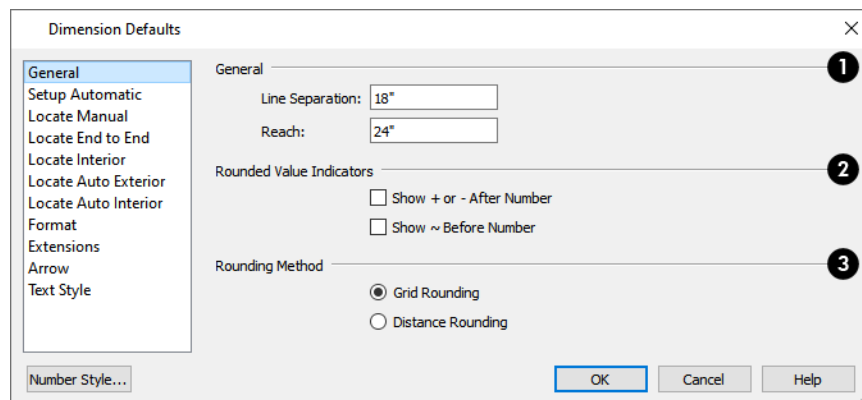 Dimension Defaults
General
Setup Automatic
Locate Manual
Locate End to End
Locate Interior
Locate Auto Exterior
Locate Auto Interior
Format
Extensions
Arrow
Text Style
General
1
Line Separation: 18"
Reach: 24"
Rounded Value Indicators
2
Show + or - After Number
Show ~ Before Number
Rounding Method
3
Grid Rounding
Distance Rounding
Number Style...
OK
Cancel
Help